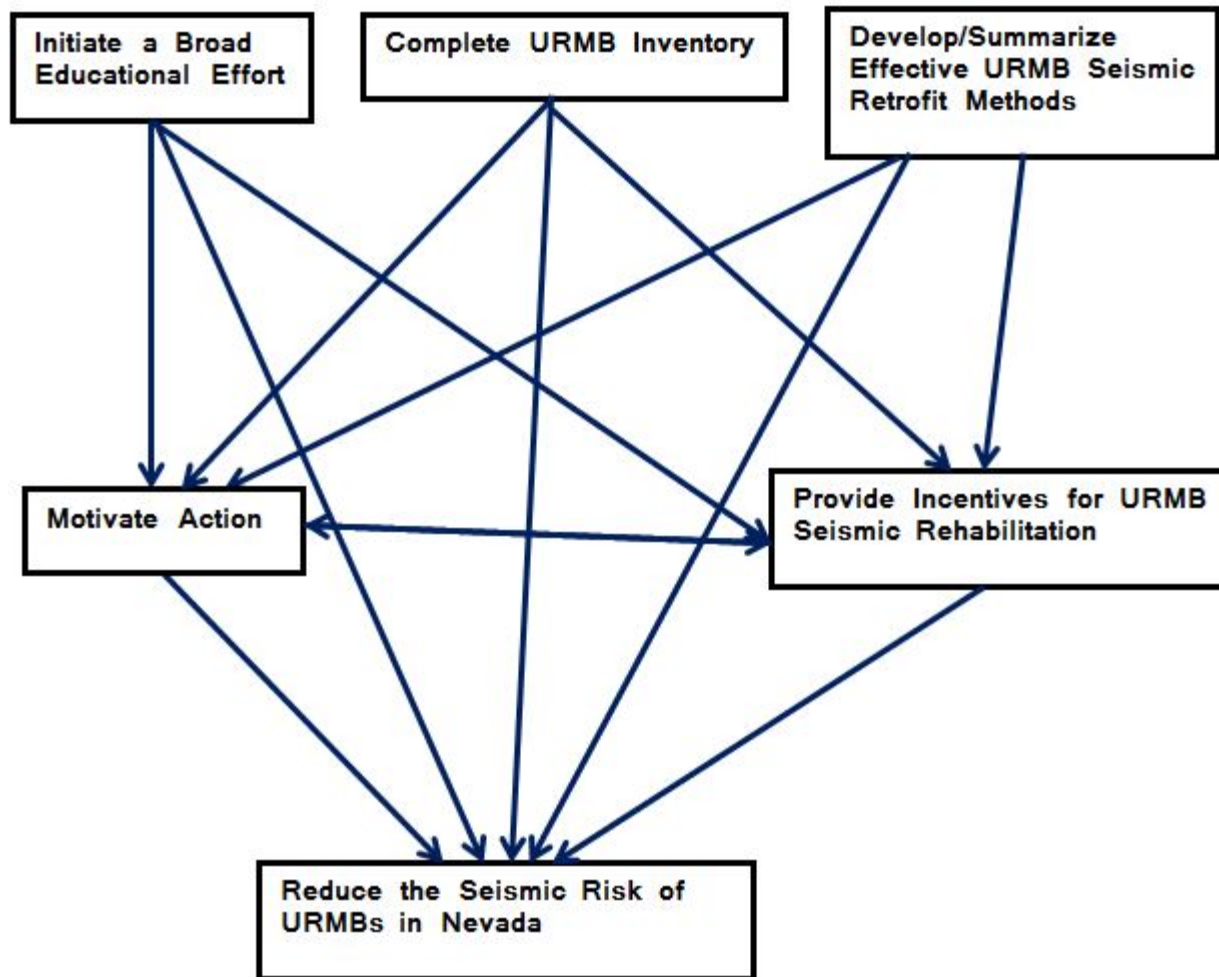 Initiate a Broad
Educational Effort
Complete URMB Inventory
Develop/Summarize
Effective URMB Seismic
Retrofit Methods
Motivate Action
Provide Incentives for URMB
Seismic Rehabilitation
Reduce the Seismic Risk of
URMBs in Nevada